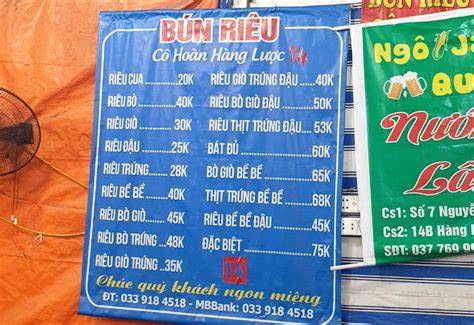 BÚN RIÊU
Cô Hoàn Hàng Lược
RIÊU CUA 20K
RIÊU BÒ 40K
RIÊU GIÒ 30K
RIÊU ĐẬU 25K
RIÊU TRỨNG 28K
RIÊU BỀ BỀ 40K
RIÊU BÒ GIÒ 45K
RIÊU BÒ TRỨNG 48K
RIÊU GIÒ TRỨNG 35K
RIÊU GIÒ TRỨNG ĐẬU 40K
RIÊU BÒ GIÒ ĐẬU 50K
RIÊU THỊT TRỨNG ĐẬU 53K
BÁT ĐỦ 60K
BÒ GIÒ BỀ BỀ 65K
THỊT TRỨNG BỀ BỀ 68K
RIÊU BỀ BỀ ĐẬU 45K
ĐẶC BIỆT 75K
Chúc quý khách ngon miệng
ĐT: 033 918 4518 - MBBank: 033 918 4518
BÚN RIÊU
NGÔ
QU
Nướ
Cs1: Số 7 Nguyễ
Cs2: 14B Hàng
SĐT: 037 769